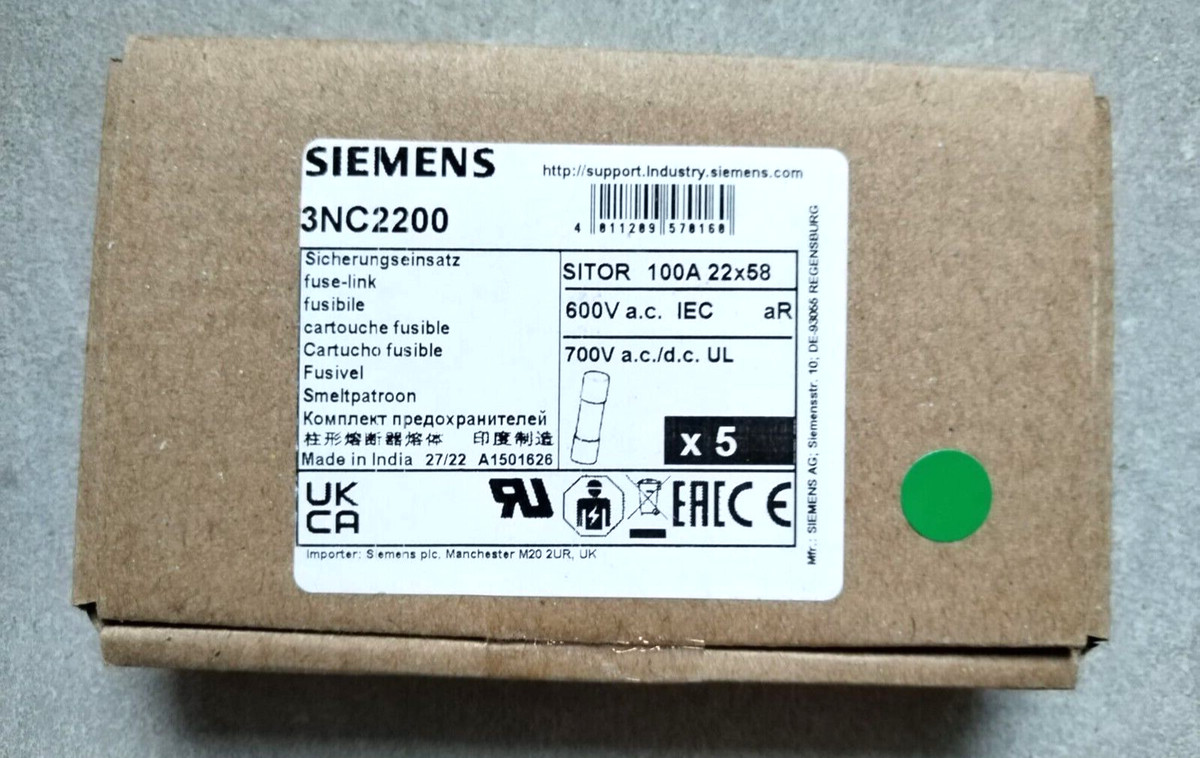 SIEMENS
http://support.Industry.siemens.com
4 011209 570160
3NC2200
Sicherungseinsatz
fuse-link
fusibile
cartouche fusible
Cartucho fusible
Fusivel
Smeltpatroon
Комплект предохранителей
柱形熔断器熔体 印度制造
Made in India 27/22 A1501626
SITOR 100A 22x58
600V a.c. IEC aR
700V a.c./d.c. UL
x 5
UK
CA
RU
EAC CE
Importer: Siemens plc, Manchester M20 2UR, UK
Mfr.: SIEMENS AG; Siemensstr. 10; DE-93055 REGENSBURG